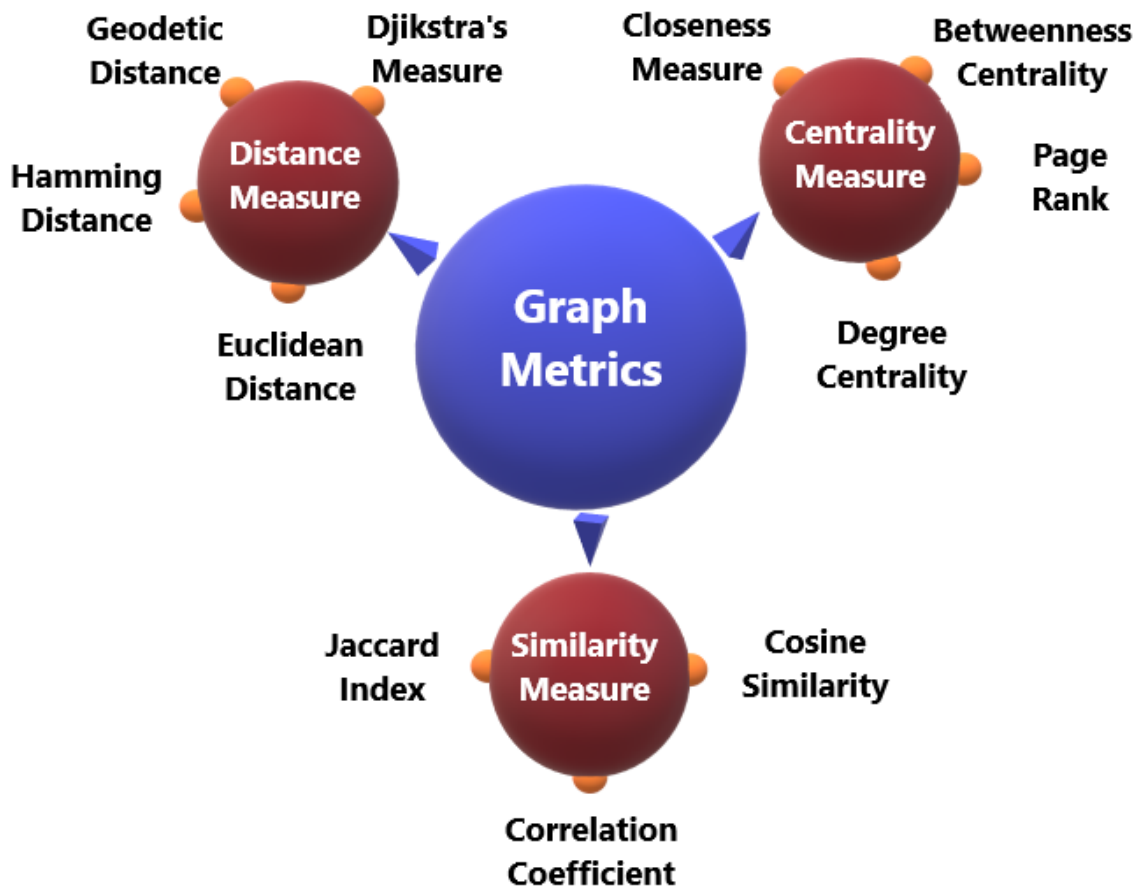 Geodetic
Distance
Djikstra's
Measure
Hamming
Distance
Distance
Measure
Euclidean
Distance
Closeness
Measure
Betweenness
Centrality
Centrality
Measure
Page
Rank
Degree
Centrality
Graph
Metrics
Jaccard
Index
Similarity
Measure
Cosine
Similarity
Correlation
Coefficient